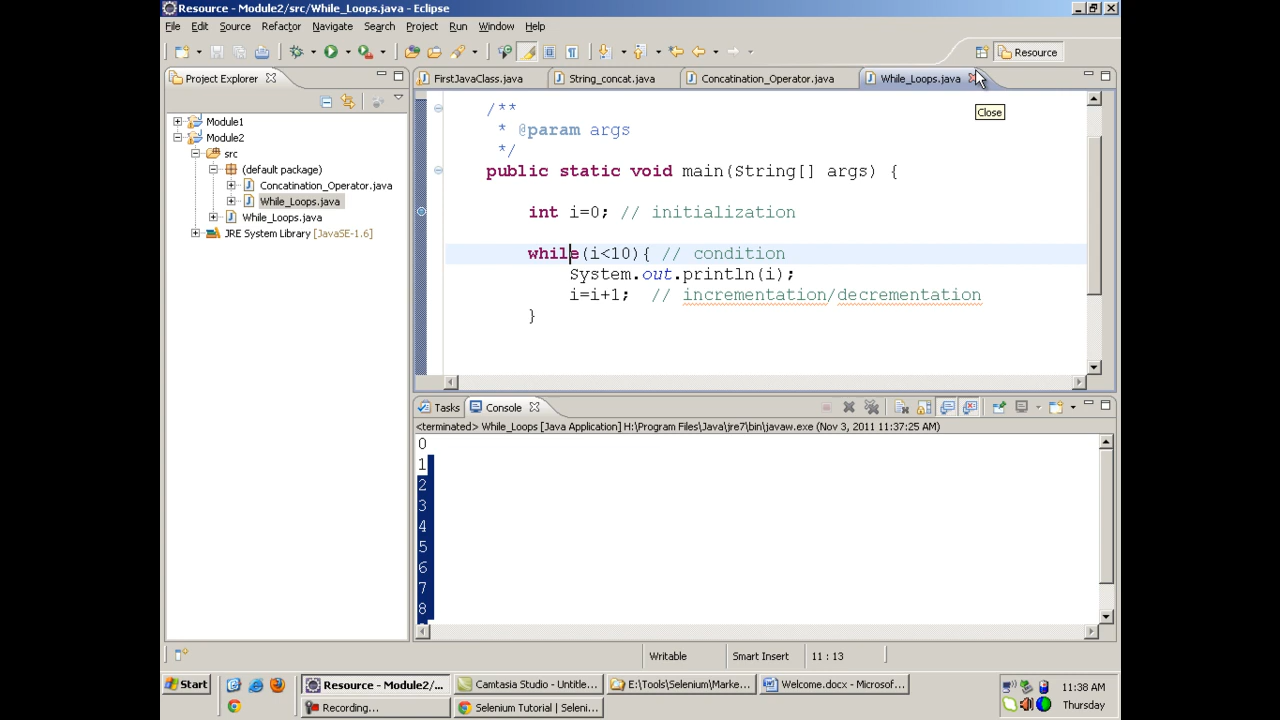 Resource - Module2/src/While_Loops.java - Eclipse
File Edit Source Refactor Navigate Search Project Run Window Help
Resource
Project Explorer
FirstJavaClass.java
String_concat.java
Concatination_Operator.java
While_Loops.java
Close
Module1
Module2
src
(default package)
Concatination_Operator.java
While_Loops.java
While_Loops.java
JRE System Library [JavaSE-1.6]
/**
* @param args
*/
public static void main(String[] args) {
int i=0; // initialization
while(i<10){ // condition
System.out.println(i);
i=i+1; // incrementation/decrementation
}
Tasks
Console
<terminated> While_Loops [Java Application] H:\Program Files\Java\jre7\bin\javaw.exe (Nov 3, 2011 11:37:25 AM)
0
1
2
3
4
5
6
7
8
Writable
Smart Insert
11 : 13
Start
Resource - Module2/...
Camtasia Studio - Untitle...
E:\Tools\Selenium\Marke...
Welcome.docx - Microsof...
11:38 AM
Recording...
Selenium Tutorial | Seleni...
Thursday